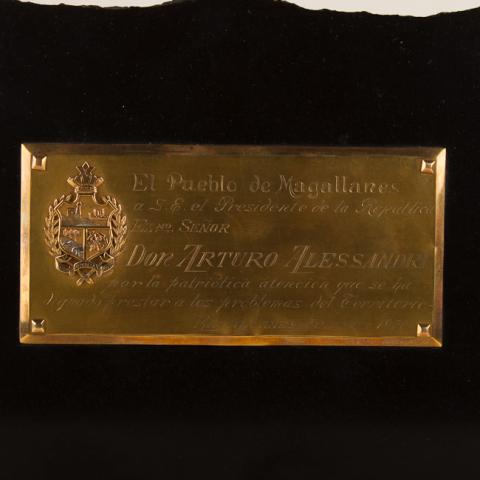 El Pueblo de Magallanes
a S.E. el Presidente de la República
Exmo. Señor
Don Arturo Alessandri
por la patriótica atención que se ha
dignado prestar a los problemas del Territorio